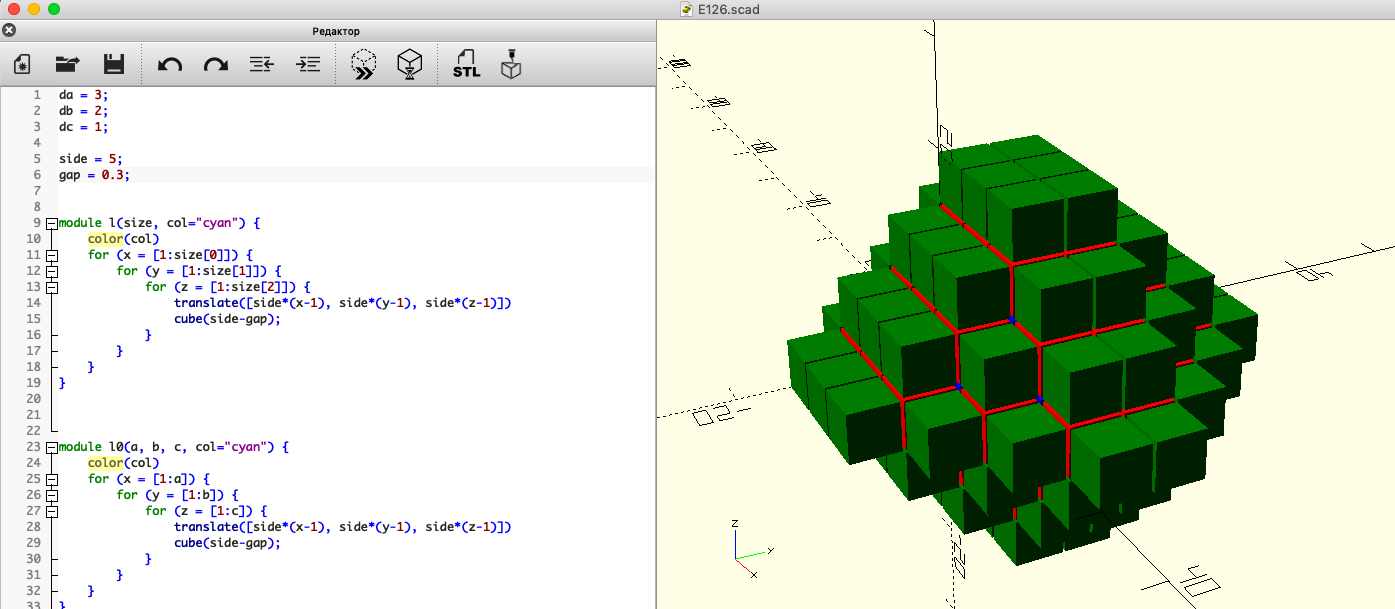 E126.scad
Редактор
STL
1 da = 3;
2 db = 2;
3 dc = 1;
4
5 side = 5;
6 gap = 0.3;
7
8
9 module l(size, col="cyan") {
10 color(col)
11 for (x = [1:size[0]]) {
12 for (y = [1:size[1]]) {
13 for (z = [1:size[2]]) {
14 translate([side*(x-1), side*(y-1), side*(z-1)])
15 cube(side-gap);
16 }
17 }
18 }
19 }
20
21
22
23 module l0(a, b, c, col="cyan") {
24 color(col)
25 for (x = [1:a]) {
26 for (y = [1:b]) {
27 for (z = [1:c]) {
28 translate([side*(x-1), side*(y-1), side*(z-1)])
29 cube(side-gap);
30 }
31 }
32 }
33 }
z
y
x